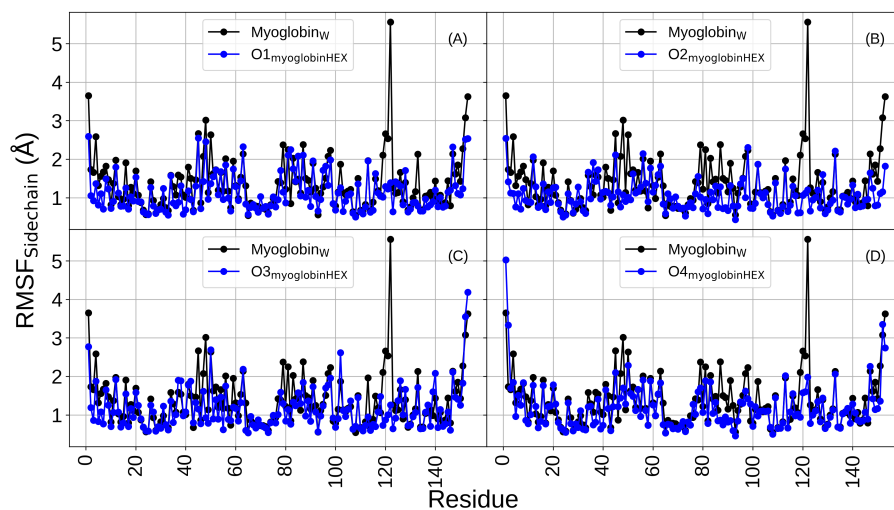 Myoglobin_W
O1_myoglobinHEX
(A)
Myoglobin_W
O2_myoglobinHEX
(B)
5
4
3
2
1
Myoglobin_W
O3_myoglobinHEX
(C)
Myoglobin_W
O4_myoglobinHEX
(D)
5
4
3
2
1
RMSF_Sidechain (Å)
0 20 40 60 80 100 120 140
0 20 40 60 80 100 120 140
Residue